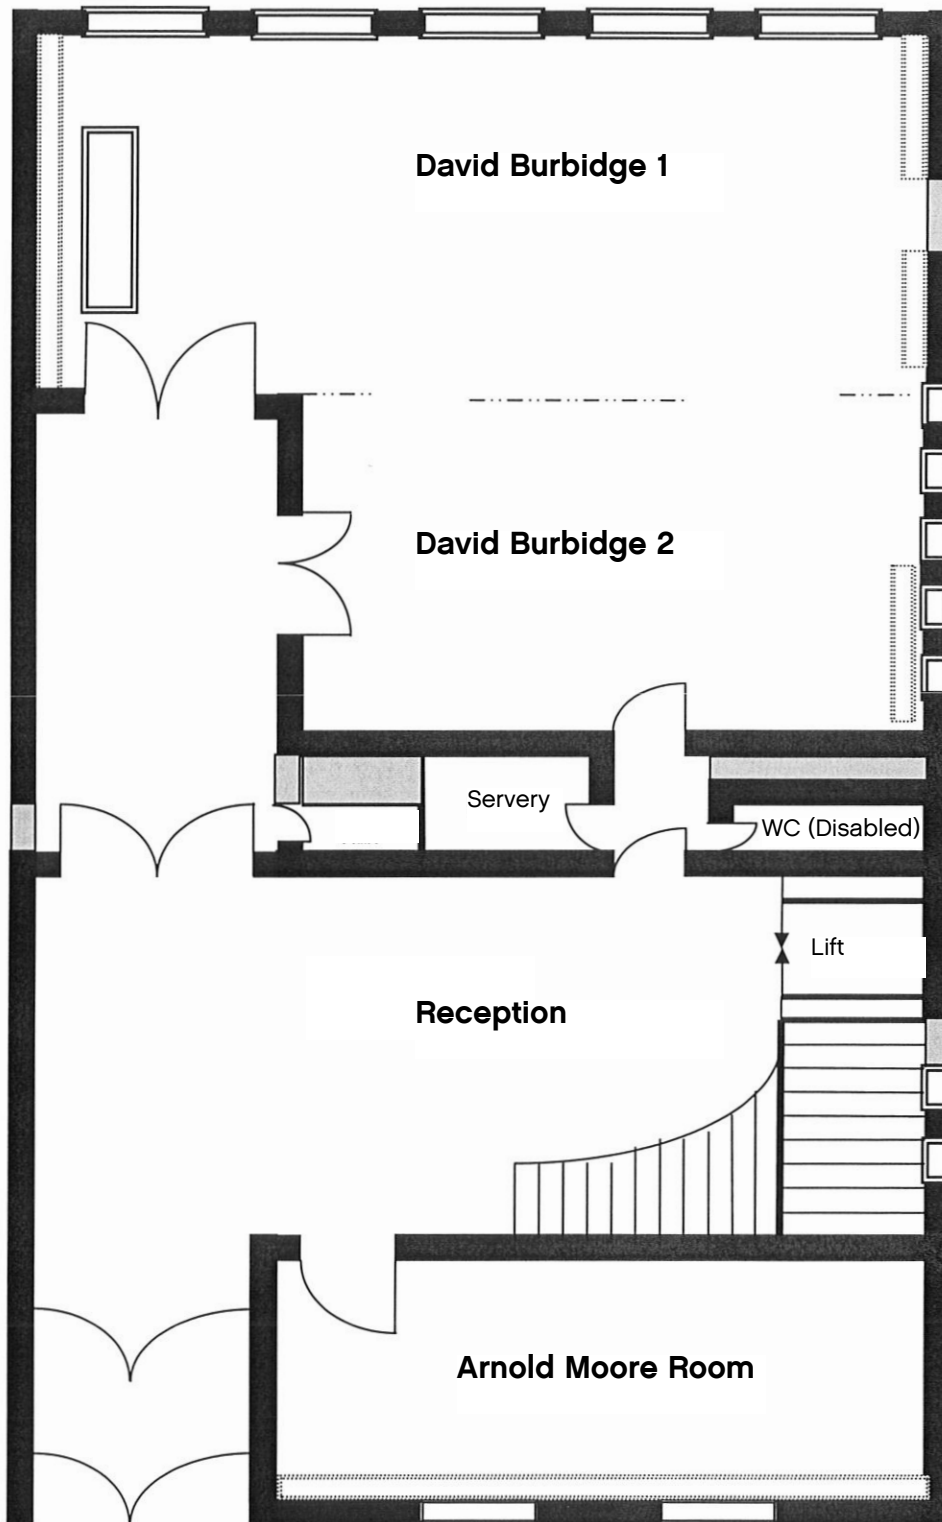 David Burbidge 1
David Burbidge 2
Servery
WC (Disabled)
Lift
Reception
Arnold Moore Room